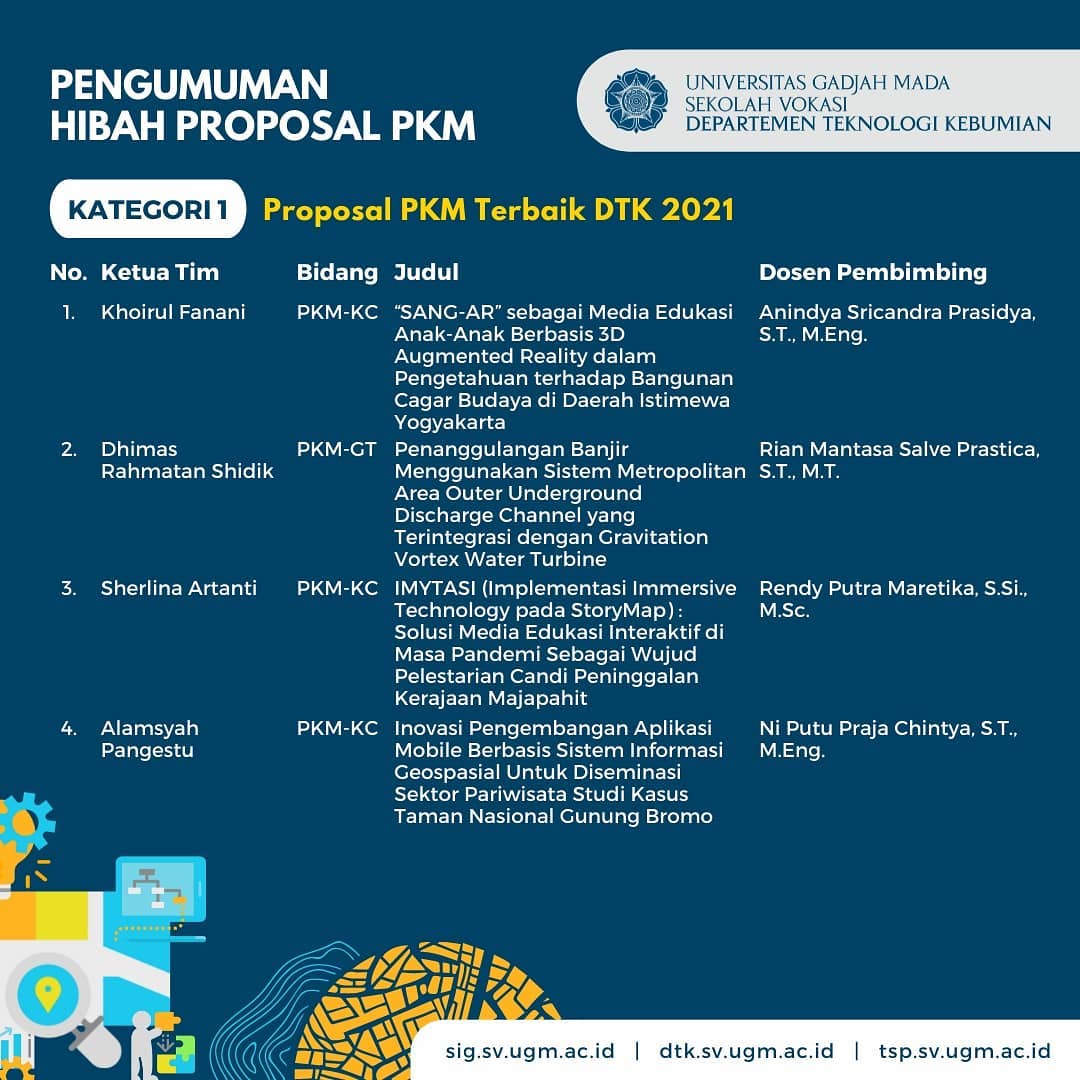 PENGUMUMAN
HIBAH PROPOSAL PKM
UNIVERSITAS GADJAH MADA
SEKOLAH VOKASI
DEPARTEMEN TEKNOLOGI KEBUMIAN
KATEGORI 1 Proposal PKM Terbaik DTK 2021
No. Ketua Tim Bidang Judul Dosen Pembimbing
1. Khoirul Fanani PKM-KC “SANG-AR” sebagai Media Edukasi Anindya Sricandra Prasidya,
Anak-Anak Berbasis 3D S.T., M.Eng.
Augmented Reality dalam
Pengetahuan terhadap Bangunan
Cagar Budaya di Daerah Istimewa
Yogyakarta
2. Dhimas PKM-GT Penanggulangan Banjir Rian Mantasa Salve Prastica,
Rahmatan Shidik Menggunakan Sistem Metropolitan S.T., M.T.
Area Outer Underground
Discharge Channel yang
Terintegrasi dengan Gravitation
Vortex Water Turbine
3. Sherlina Artanti PKM-KC IMYTASI (Implementasi Immersive Rendy Putra Maretika, S.Si.,
Technology pada StoryMap) : M.Sc.
Solusi Media Edukasi Interaktif di
Masa Pandemi Sebagai Wujud
Pelestarian Candi Peninggalan
Kerajaan Majapahit
4. Alamsyah PKM-KC Inovasi Pengembangan Aplikasi Ni Putu Praja Chintya, S.T.,
Pangestu Mobile Berbasis Sistem Informasi M.Eng.
Geospasial Untuk Diseminasi
Sektor Pariwisata Studi Kasus
Taman Nasional Gunung Bromo
sig.sv.ugm.ac.id | dtk.sv.ugm.ac.id | tsp.sv.ugm.ac.id